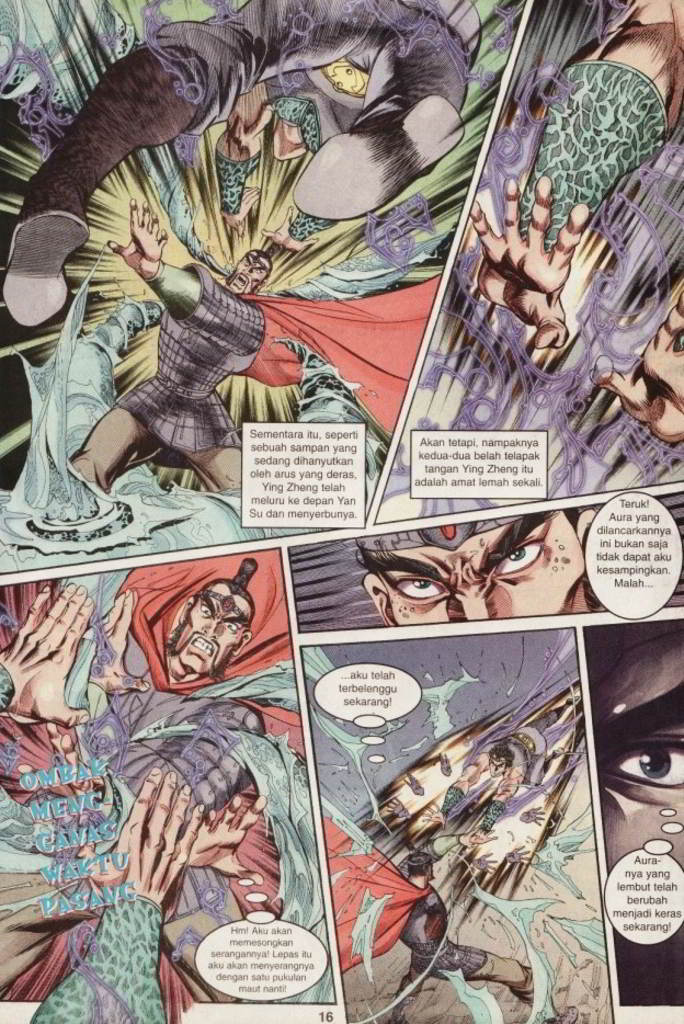 Sementara itu, seperti
sebuah sampan yang
sedang dihanyutkan
oleh arus yang deras,
Ying Zheng telah
meluru ke depan Yan
Su dan menyerbunya.
Akan tetapi, nampaknya
kedua-dua belah telapak
tangan Ying Zheng itu
adalah amat lemah sekali.
Teruk!
Aura yang
dilancarkannya
ini bukan saja
tidak dapat aku
kesampingkan.
Malah...
OMBAK
MENG-
GANAS
WAKTU
PASANG
Hm! Aku akan
memesongkan
serangannya! Lepas itu
aku akan menyerangnya
dengan satu pukulan
maut nanti!
...aku telah
terbelenggu
sekarang!
Aura-
nya yang
lembut telah
berubah
menjadi keras
sekarang!
16